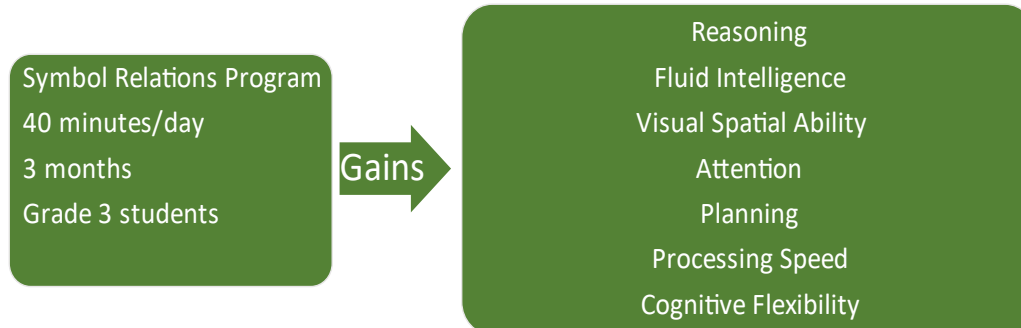 Symbol Relations Program
40 minutes/day
3 months
Grade 3 students
Gains
Reasoning
Fluid Intelligence
Visual Spatial Ability
Attention
Planning
Processing Speed
Cognitive Flexibility